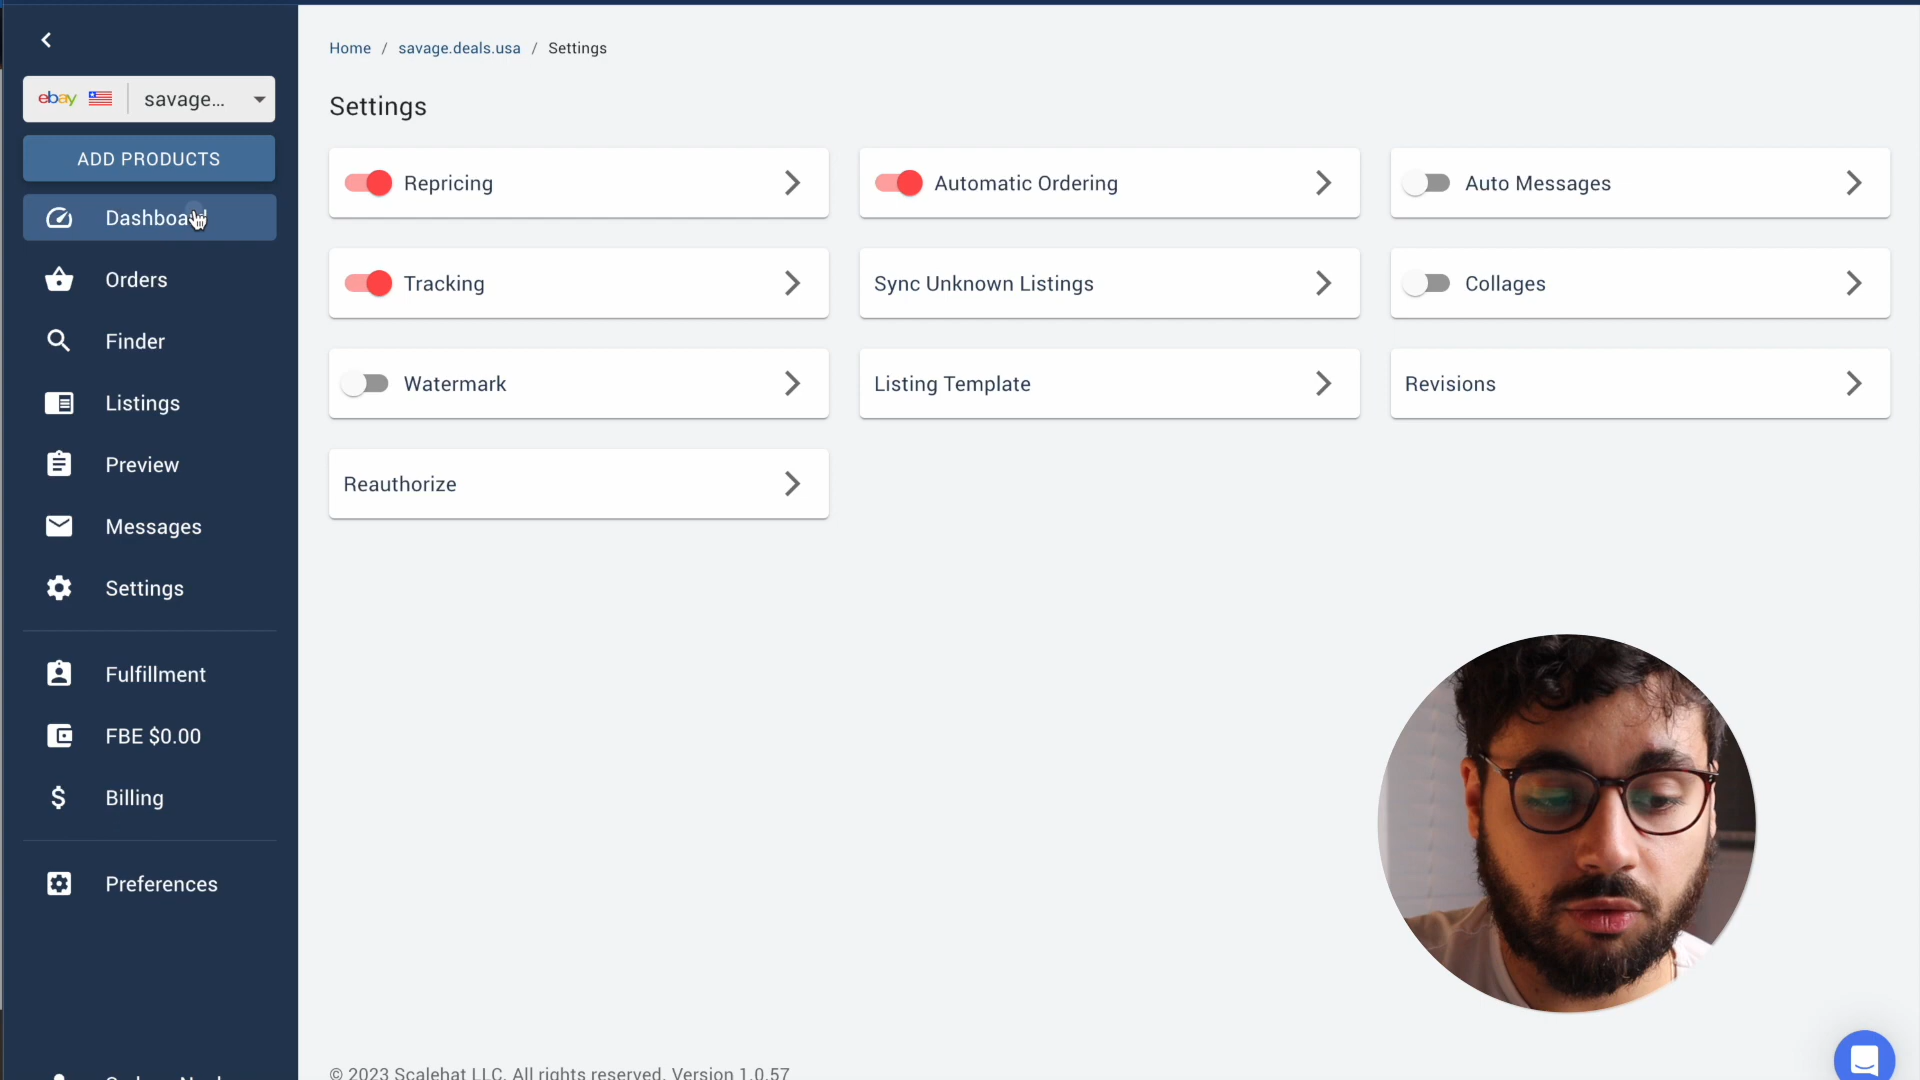 ebay savage...
ADD PRODUCTS
Dashboard
Orders
Finder
Listings
Preview
Messages
Settings
Fulfillment
FBE $0.00
Billing
Preferences
Home / savage.deals.usa / Settings
Settings
Repricing
Automatic Ordering
Auto Messages
Tracking
Sync Unknown Listings
Collages
Watermark
Listing Template
Revisions
Reauthorize
© 2023 Scalehat LLC. All rights reserved. Version 1.0.57